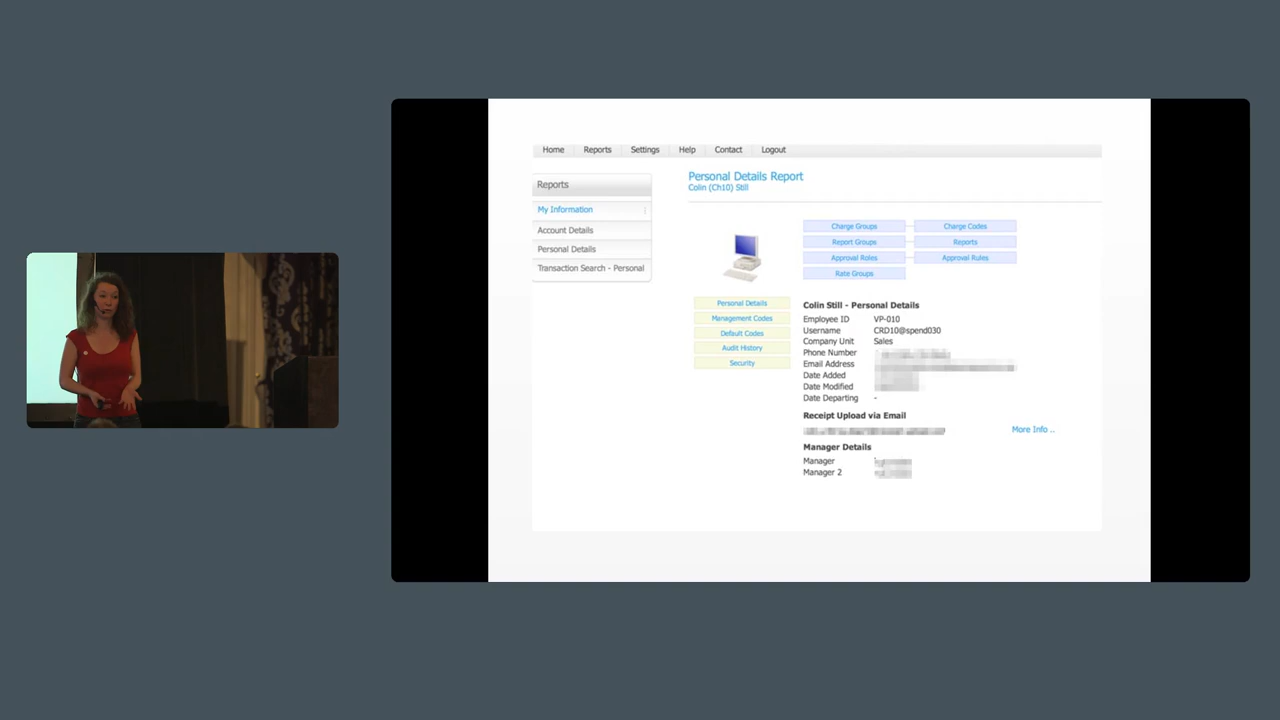 Home Reports Settings Help Contact Logout
Reports
My Information
Account Details
Personal Details
Transaction Search - Personal
Personal Details Report
Colin (Ch10) Still
Charge Groups Charge Codes
Report Groups Reports
Approval Roles Approval Rules
Rate Groups
Personal Details
Management Codes
Default Codes
Audit History
Security
Colin Still - Personal Details
Employee ID VP-010
Username CRD10@spend030
Company Unit Sales
Phone Number
Email Address
Date Added
Date Modified
Date Departing -
Receipt Upload via Email
More Info ..
Manager Details
Manager
Manager 2